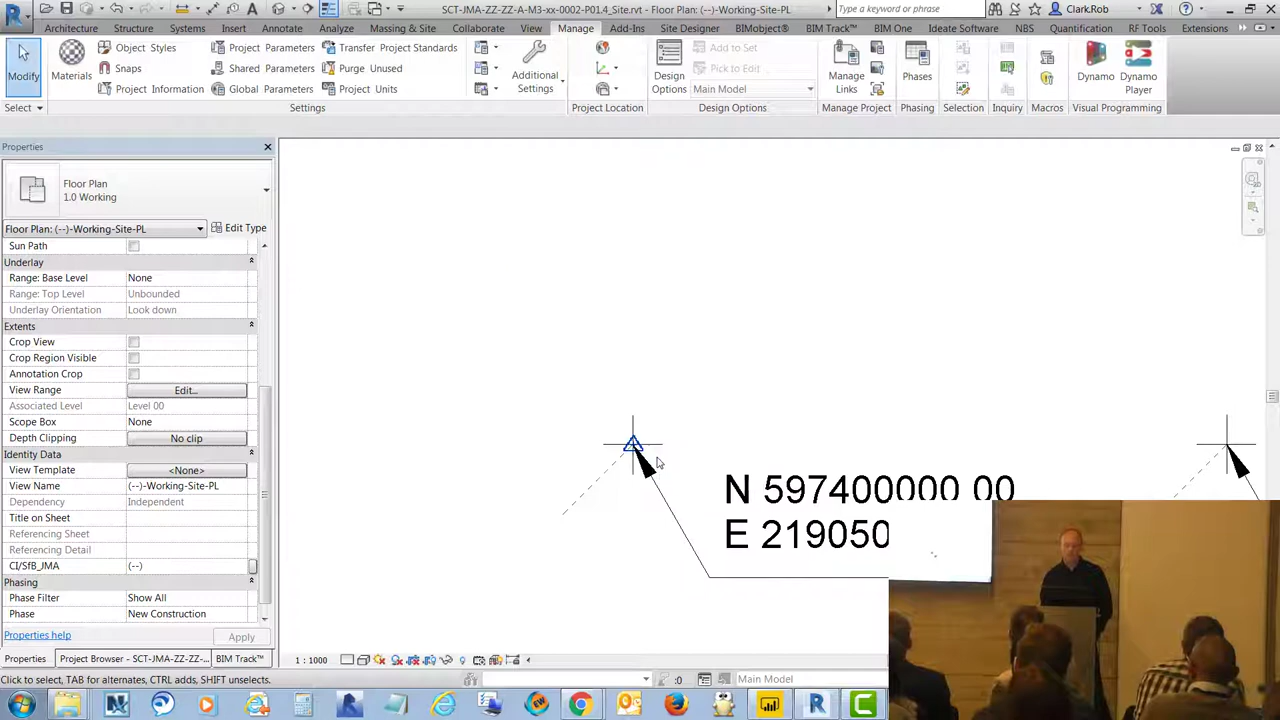 SCT-JMA-ZZ-ZZ-A-M3-xx-0002-P01.4_Site.rvt - Floor Plan: (--)-Working-Site-PL
Type a keyword or phrase
Clark.Rob
Architecture Structure Systems Insert Annotate Analyze Massing & Site Collaborate View Manage Add-Ins Site Designer BIMobject® BIM Track™ BIM One Ideate Software NBS Quantification RF Tools Extensions
Modify
Materials
Object Styles
Snaps
Project Information
Project Parameters
Shared Parameters
Global Parameters
Transfer Project Standards
Purge Unused
Project Units
Additional
Settings
Design
Options
Add to Set
Pick to Edit
Main Model
Manage
Links
Phases
Dynamo
Dynamo
Player
Select
Settings
Project Location
Design Options
Manage Project
Phasing
Selection
Inquiry
Macros
Visual Programming
Properties
Floor Plan
1.0 Working
Floor Plan: (--)-Working-Site-PL
Edit Type
Sun Path
Underlay
Range: Base Level None
Range: Top Level Unbounded
Underlay Orientation Look down
Extents
Crop View
Crop Region Visible
Annotation Crop
View Range Edit...
Associated Level Level 00
Scope Box None
Depth Clipping No clip
Identity Data
View Template <None>
View Name (--)-Working-Site-PL
Dependency Independent
Title on Sheet
Referencing Sheet
Referencing Detail
CI/SfB_JMA (--)
Phasing
Phase Filter Show All
Phase New Construction
Properties help
Apply
Properties
Project Browser - SCT-JMA-ZZ-ZZ-...
BIM Track™
N 597400000.00
E 219050
1 : 1000
Click to select, TAB for alternates, CTRL adds, SHIFT unselects.
:0
Main Model